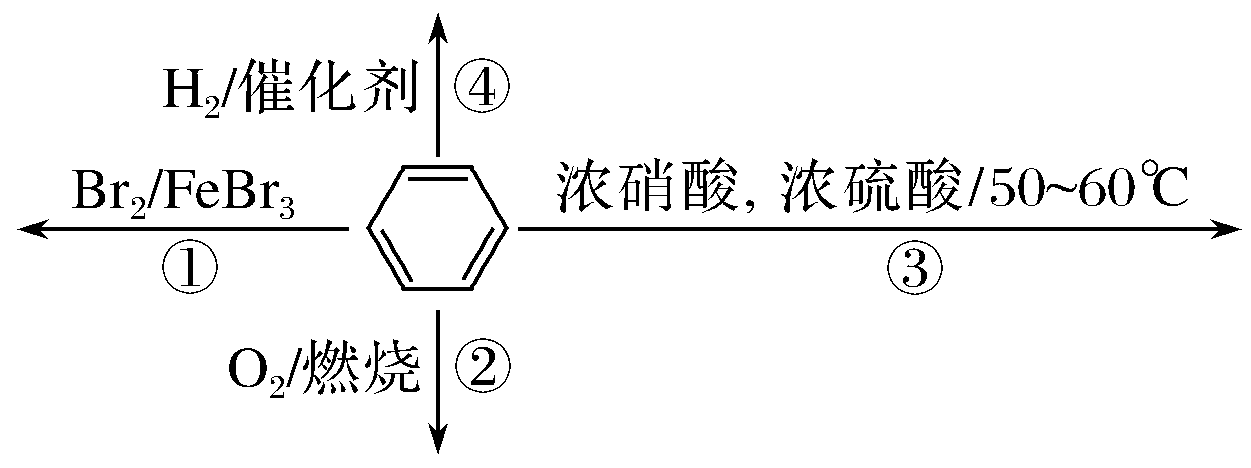 H₂/催化剂 ④
Br₂/FeBr₃
①
浓硝酸, 浓硫酸/50~60℃
③
O₂/燃烧 ②